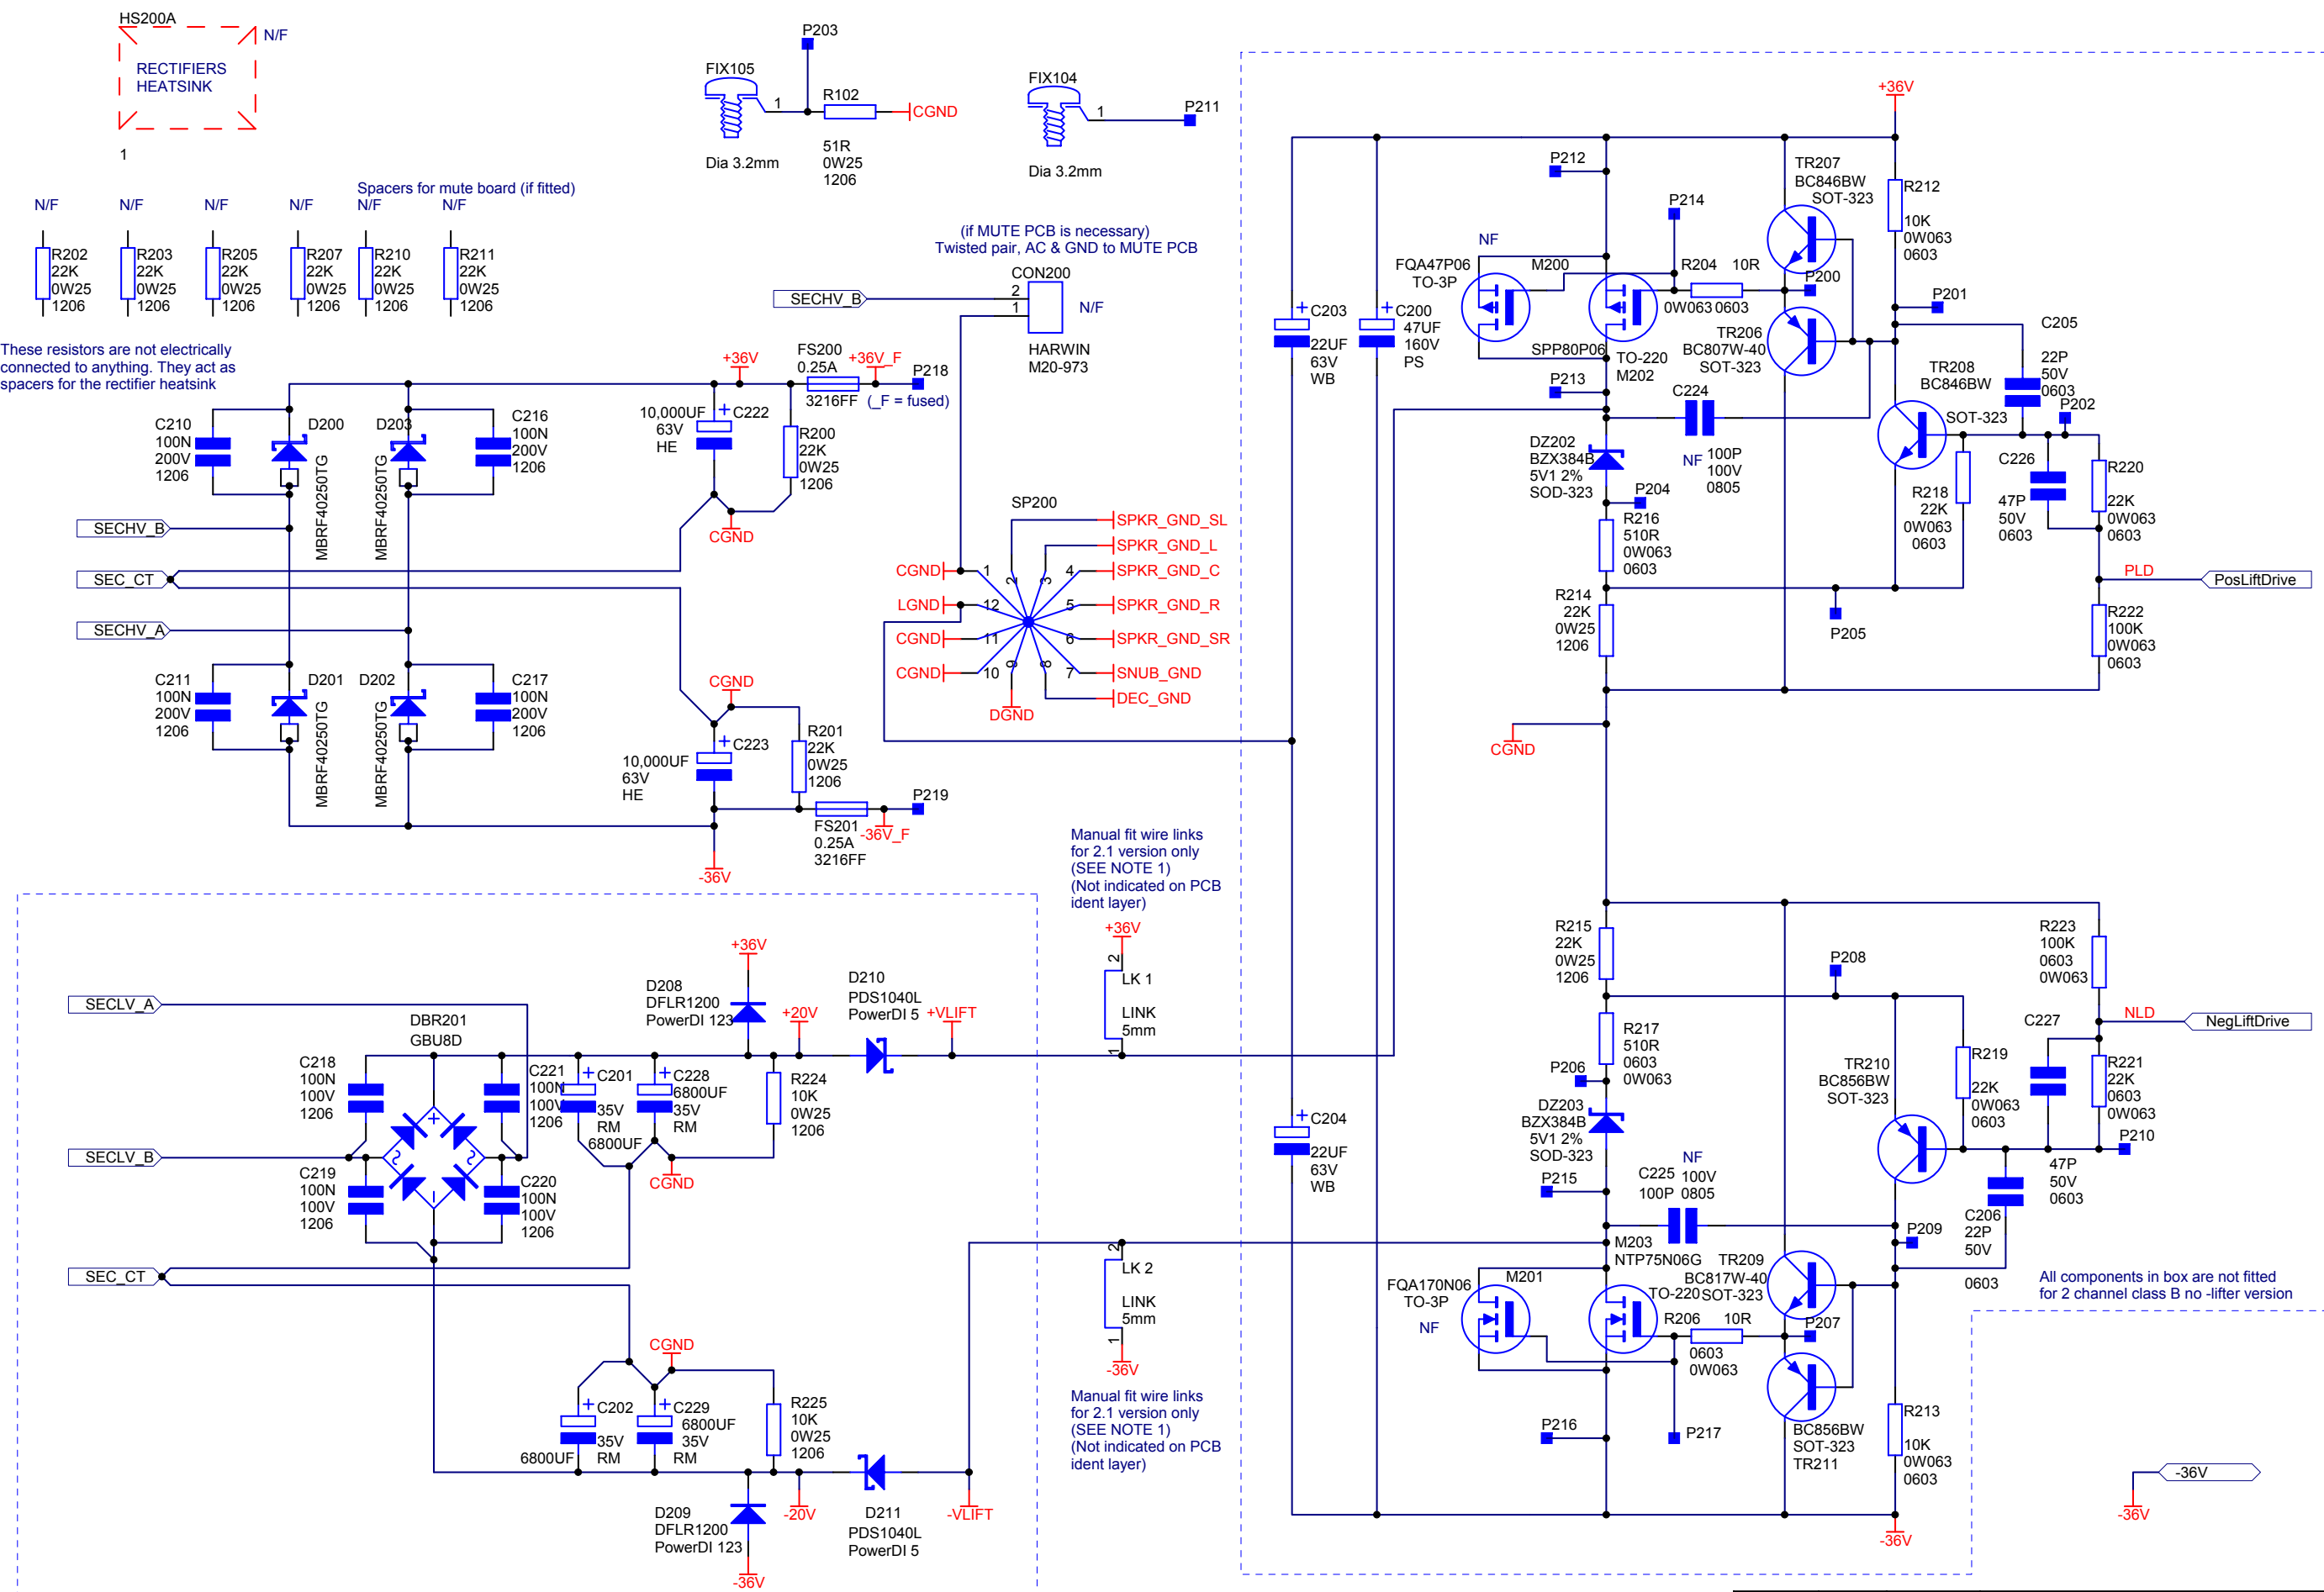 HS200A
N/F
RECTIFIERS
HEATSINK
1
P203
FIX105
1
R102
CGND
51R
0W25
1206
Dia 3.2mm
FIX104
1
P211
Dia 3.2mm
Spacers for mute board (if fitted)
N/F
N/F
N/F
N/F
N/F
N/F
R202
22K
0W25
1206
R203
22K
0W25
1206
R205
22K
0W25
1206
R207
22K
0W25
1206
R210
22K
0W25
1206
R211
22K
0W25
1206
These resistors are not electrically
connected to anything. They act as
spacers for the rectifier heatsink
(if MUTE PCB is necessary)
Twisted pair, AC & GND to MUTE PCB
CON200
SECHV_B
2
1
N/F
HARWIN
M20-973
+36V
FS200
0.25A
+36V_F
P218
3216FF
(_F = fused)
C210
100N
200V
1206
D200
MBRF40250TG
D203
MBRF40250TG
C216
100N
200V
1206
10,000UF
63V
HE
+
C222
R200
22K
0W25
1206
CGND
SECHV_B
SEC_CT
SECHV_A
C211
100N
200V
1206
D201
MBRF40250TG
D202
MBRF40250TG
C217
100N
200V
1206
CGND
10,000UF
63V
HE
+
C223
R201
22K
0W25
1206
P219
FS201
0.25A
3216FF
-36V_F
-36V
SP200
SPKR_GND_SL
SPKR_GND_L
SPKR_GND_C
SPKR_GND_R
SPKR_GND_SR
SNUB_GND
DEC_GND
CGND
LGND
CGND
CGND
DGND
1
2
3
4
5
6
7
8
9
10
11
12
Manual fit wire links
for 2.1 version only
(SEE NOTE 1)
(Not indicated on PCB
ident layer)
+36V
2
LK 1
LINK
5mm
1
2
LK 2
LINK
5mm
1
-36V
Manual fit wire links
for 2.1 version only
(SEE NOTE 1)
(Not indicated on PCB
ident layer)
SECLV_A
SECLV_B
SEC_CT
DBR201
GBU8D
C218
100N
100V
1206
C219
100N
100V
1206
C221
100N
100V
1206
C220
100N
100V
1206
+
C201
35V
RM
6800UF
+
C228
6800UF
35V
RM
+36V
D208
DFLR1200
PowerDI 123
+20V
D210
PDS1040L
PowerDI 5
+VLIFT
R224
10K
0W25
1206
CGND
CGND
+
C202
35V
RM
6800UF
+
C229
6800UF
35V
RM
R225
10K
0W25
1206
D209
DFLR1200
PowerDI 123
-20V
-36V
D211
PDS1040L
PowerDI 5
-VLIFT
+36V
P212
P214
TR207
BC846BW
SOT-323
R212
10K
0W063
0603
NF
FQA47P06
TO-3P
M200
R204
10R
0W063 0603
P200
P201
+
C203
22UF
63V
WB
+
C200
47UF
160V
PS
SPP80P06
TO-220
M202
TR206
BC807W-40
SOT-323
C205
22P
50V
0603
TR208
BC846BW
SOT-323
P202
P213
C224
NF
100P
100V
0805
DZ202
BZX384B
5V1 2%
SOD-323
P204
R216
510R
0W063
0603
R214
22K
0W25
1206
R218
22K
0W063
0603
C226
47P
50V
0603
R220
22K
0W063
0603
PLD
PosLiftDrive
R222
100K
0W063
0603
P205
CGND
R215
22K
0W25
1206
P208
R223
100K
0603
0W063
NLD
NegLiftDrive
R217
510R
0603
0W063
P206
DZ203
BZX384B
5V1 2%
SOD-323
TR210
BC856BW
SOT-323
R219
22K
0W063
0603
C227
47P
50V
0603
R221
22K
0603
0W063
P210
+
C204
22UF
63V
WB
P215
C225
100P
NF
100V
0805
C206
22P
50V
0603
P209
M203
NTP75N06G
TO-220
TR209
BC817W-40
SOT-323
FQA170N06
TO-3P
NF
M201
R206
10R
0603
0W063
P207
P216
P217
BC856BW
SOT-323
TR211
R213
10K
0W063
0603
-36V
All components in box are not fitted
for 2 channel class B no -lifter version
-36V
-36V